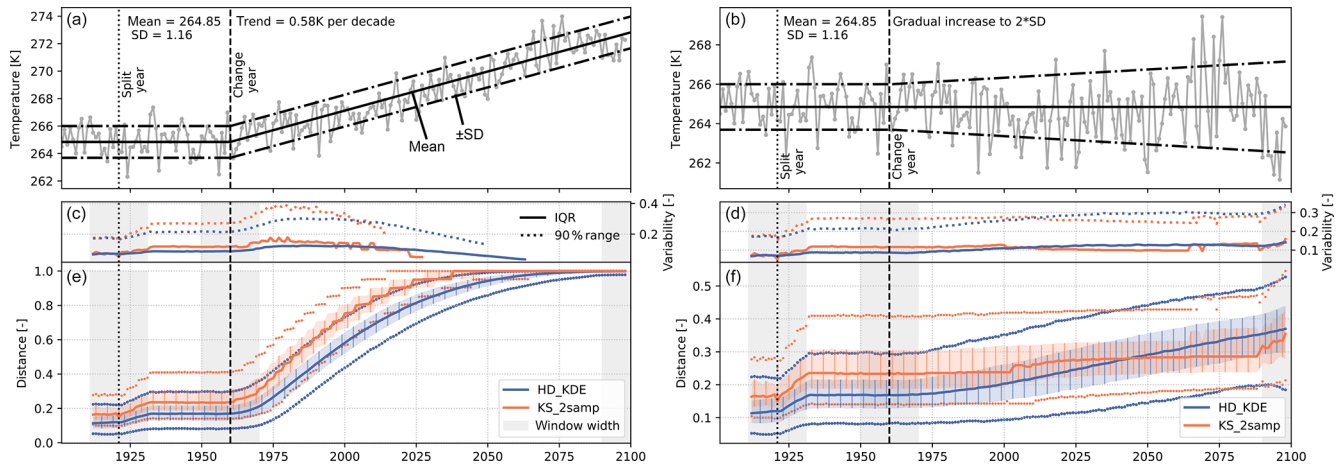 (a)
Mean = 264.85
SD = 1.16
Trend = 0.58K per decade
Split
year
Change
year
Mean
±SD
Temperature [K]
274
272
270
268
266
264
262
(b)
Mean = 264.85
SD = 1.16
Gradual increase to 2*SD
Split
year
Change
year
Temperature [K]
268
266
264
262
(c)
IQR
90 % range
0.4
0.2
Variability [-]
(d)
0.3
0.2
0.1
Variability [-]
(e)
Distance [-]
1.0
0.8
0.6
0.4
0.2
0.0
HD_KDE
KS_2samp
Window width
1925
1950
1975
2000
2025
2050
2075
2100
(f)
Distance [-]
0.5
0.4
0.3
0.2
0.1
HD_KDE
KS_2samp
1925
1950
1975
2000
2025
2050
2075
2100